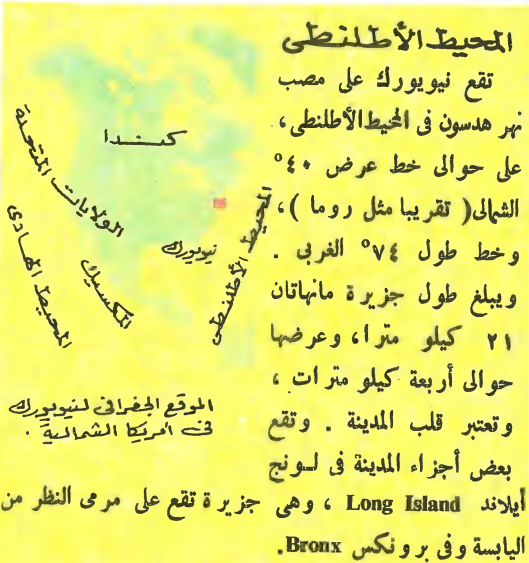 المحيط الأطلنطى
تقع نيويورك على مصب
نهر هدسون فى المحيط الأطلنطى ،
على حوالى خط عرض ٤٠°
الشمالى ( تقريبا مثل روما ) ،
وخط طول ٧٤° الغربى .
ويبلغ طول جزيرة مانهاتان
٢١ كيلو مترا ، وعرضها
حوالى أربعة كيلو مترات ،
وتعتبر قلب المدينة . وتقع
بعض أجزاء المدينة فى لونج
أيلاند Long Island ، وهى جزيرة تقع على مرمى النظر من
اليابسة وفى برونكس Bronx.
كندا
الولايات المتحدة
المحيط الهادى
المكسيك
نيويورك
المحيط الأطلنطى
الموقع الجغرافى لنيويورك
فى أمريكا الشمالية .